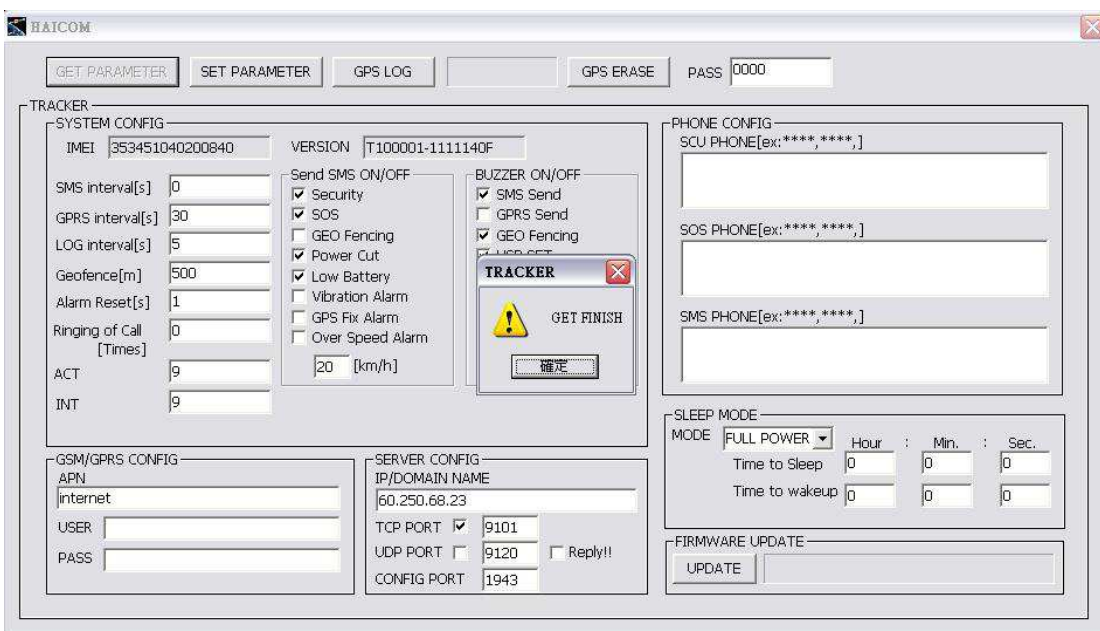 HAICOM
GET PARAMETER SET PARAMETER GPS LOG GPS ERASE PASS 0000
TRACKER
SYSTEM CONFIG
IMEI 353451040200840 VERSION T100001-1111140F
SMS interval[s] 0
GPRS interval[s] 30
LOG interval[s] 5
Geofence[m] 500
Alarm Reset[s] 1
Ringing of Call 0
[Times]
ACT 9
INT 9
Send SMS ON/OFF
Security
SOS
GEO Fencing
Power Cut
Low Battery
Vibration Alarm
GPS Fix Alarm
Over Speed Alarm
20 [km/h]
BUZZER ON/OFF
SMS Send
GPRS Send
GEO Fencing
TRACKER
GET FINISH
確定
PHONE CONFIG
SCU PHONE[ex:****,****,]
SOS PHONE[ex:****,****,]
SMS PHONE[ex:****,****,]
SLEEP MODE
MODE FULL POWER Hour : Min. : Sec.
Time to Sleep 0 0 0
Time to wakeup 0 0 0
GSM/GPRS CONFIG
APN
internet
USER
PASS
SERVER CONFIG
IP/DOMAIN NAME
60.250.68.23
TCP PORT 9101
UDP PORT 9120 Reply!!
CONFIG PORT 1943
FIRMWARE UPDATE
UPDATE